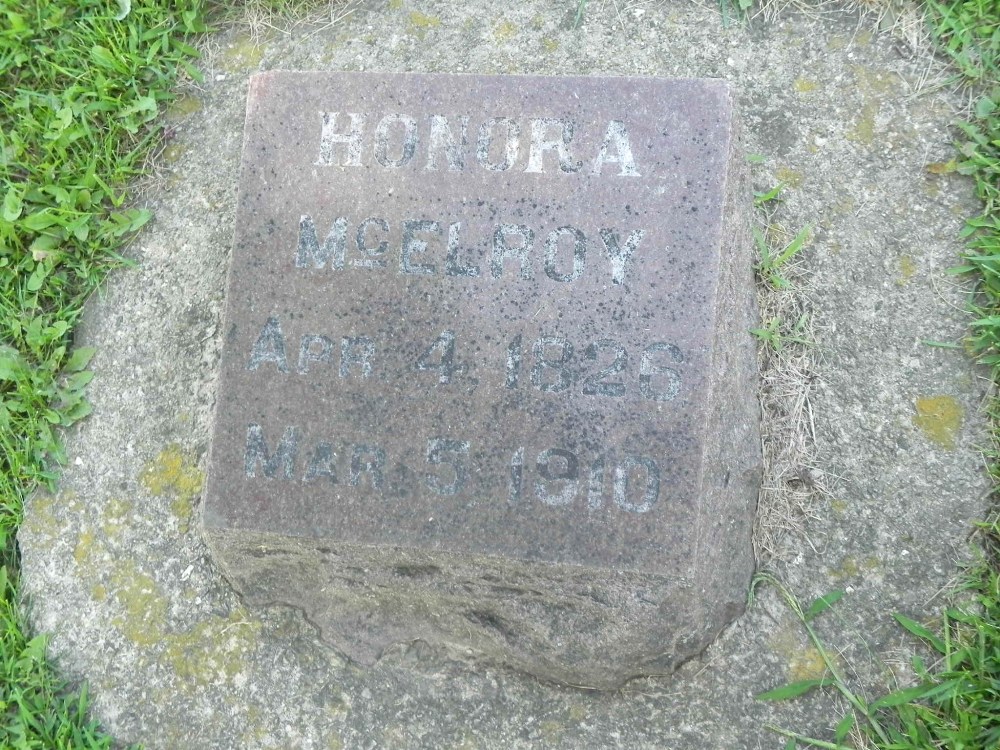 HONORA
McELROY
APR. 4. 1826
MAR. 5. 1910